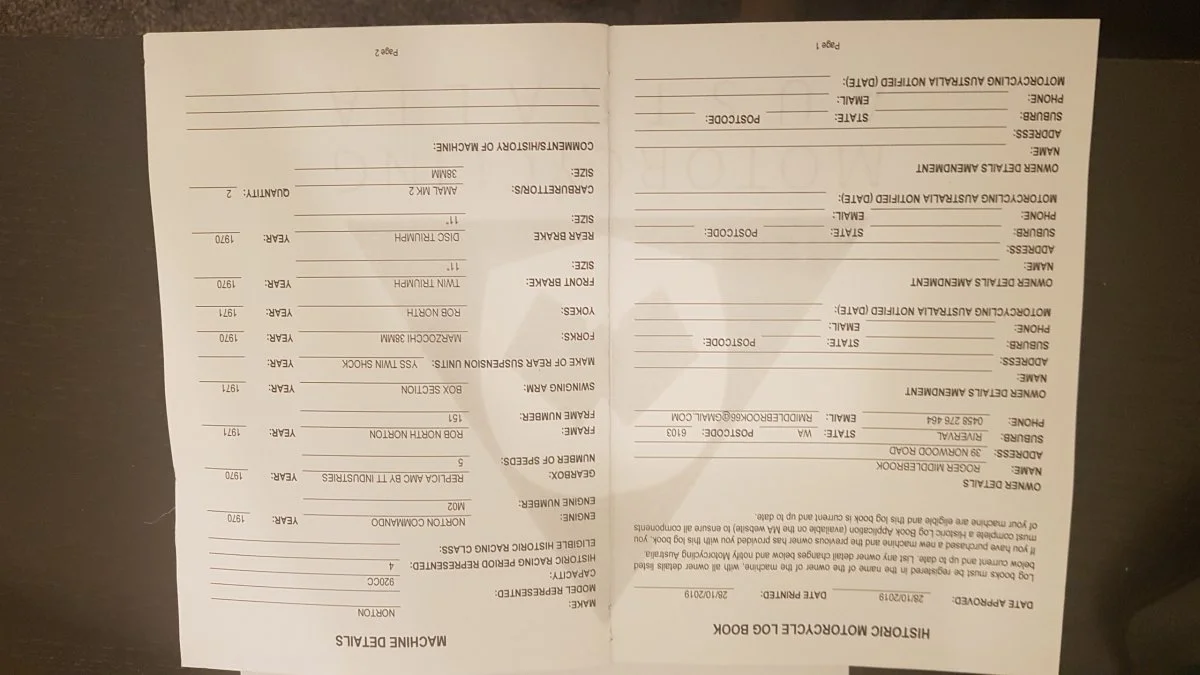 HISTORIC MOTORCYCLE LOG BOOK
DATE APPROVED: 28/10/2019 DATE PRINTED: 28/10/2019
Log books must be registered in the name of the owner of the machine, with all owner details listed
below current and up to date. List any owner detail changes below and notify Motorcycling Australia.
If you have purchased a new machine and the previous owner has provided you with this log book, you
must complete a Historic Log Book Application (available on the MA website) to ensure all components
of your machine are eligible and this log book is current and up to date.
OWNER DETAILS
NAME: ROGER MIDDLEBROOK
ADDRESS: 39 NORWOOD ROAD
SUBURB: RIVERVAL STATE: WA POSTCODE: 6103
PHONE: 0458 276 464 EMAIL: RMIDDLEBROOK66@GMAIL.COM
OWNER DETAILS AMENDMENT
NAME:
ADDRESS:
SUBURB: STATE: POSTCODE:
PHONE: EMAIL:
MOTORCYCLING AUSTRALIA NOTIFIED (DATE):
OWNER DETAILS AMENDMENT
NAME:
ADDRESS:
SUBURB: STATE: POSTCODE:
PHONE: EMAIL:
MOTORCYCLING AUSTRALIA NOTIFIED (DATE):
OWNER DETAILS AMENDMENT
NAME:
ADDRESS:
SUBURB: STATE: POSTCODE:
PHONE: EMAIL:
MOTORCYCLING AUSTRALIA NOTIFIED (DATE):
Page 1
MACHINE DETAILS
MAKE: NORTON
MODEL REPRESENTED:
CAPACITY: 920CC
HISTORIC RACING PERIOD REPRESENTED: 4
ELIGIBLE HISTORIC RACING CLASS:
ENGINE: NORTON COMMANDO YEAR: 1970
ENGINE NUMBER: M02
GEARBOX: REPLICA AMC BY TT INDUSTRIES YEAR: 1970
NUMBER OF SPEEDS: 5
FRAME: ROB NORTH NORTON YEAR: 1971
FRAME NUMBER: 151
SWINGING ARM: BOX SECTION YEAR: 1971
MAKE OF REAR SUSPENSION UNITS: YSS TWIN SHOCK YEAR:
FORKS: MARZOCCHI 38MM YEAR: 1970
YOKES: ROB NORTH YEAR: 1971
FRONT BRAKE: TWIN TRIUMPH YEAR: 1970
SIZE: 11"
REAR BRAKE DISC TRIUMPH YEAR: 1970
SIZE: 11"
CARBURETTOR/S: AMAL MK 2 QUANTITY: 2
SIZE: 38MM
COMMENTS/HISTORY OF MACHINE:
Page 2